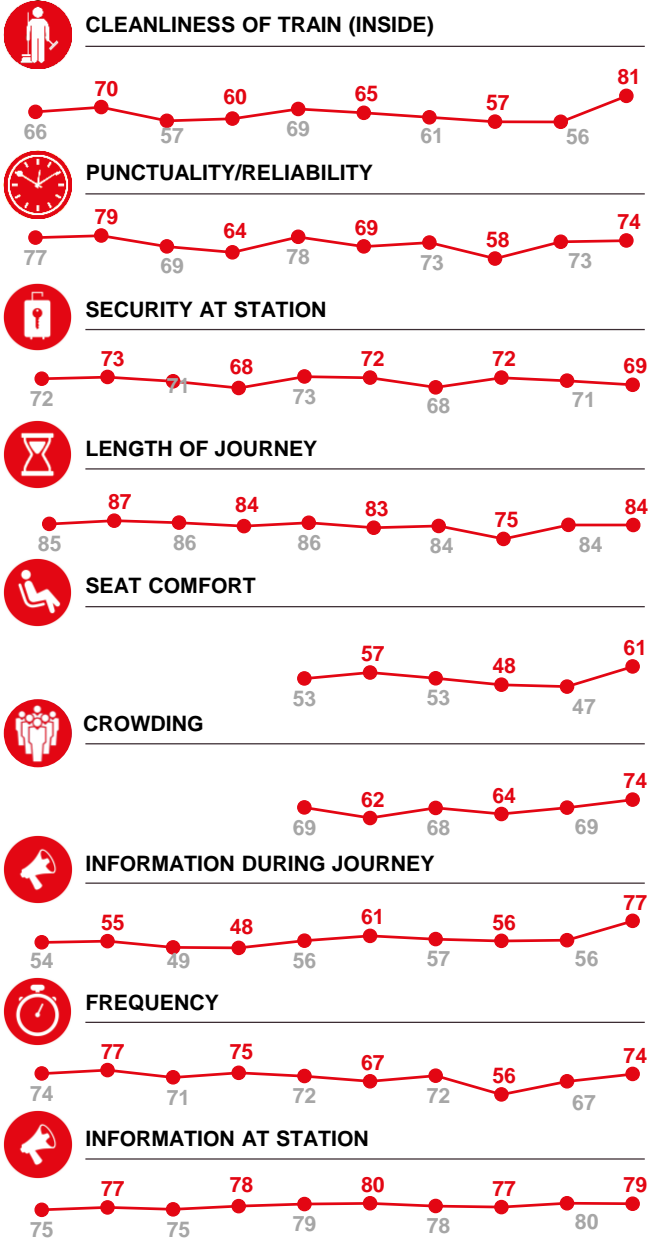 CLEANLINESS OF TRAIN (INSIDE)
70 60 65 57 81
66 57 69 61 56
PUNCTUALITY/RELIABILITY
79 64 69 58 74
77 69 78 73 73
SECURITY AT STATION
73 68 72 72 69
72 71 73 68 71
LENGTH OF JOURNEY
87 84 83 75 84
85 86 86 84 84
SEAT COMFORT
57 48 61
53 53 47
CROWDING
62 64 74
69 68 69
INFORMATION DURING JOURNEY
55 48 61 56 77
54 49 56 57 56
FREQUENCY
77 75 67 56 74
74 71 72 72 67
INFORMATION AT STATION
77 78 80 77 79
75 75 79 78 80